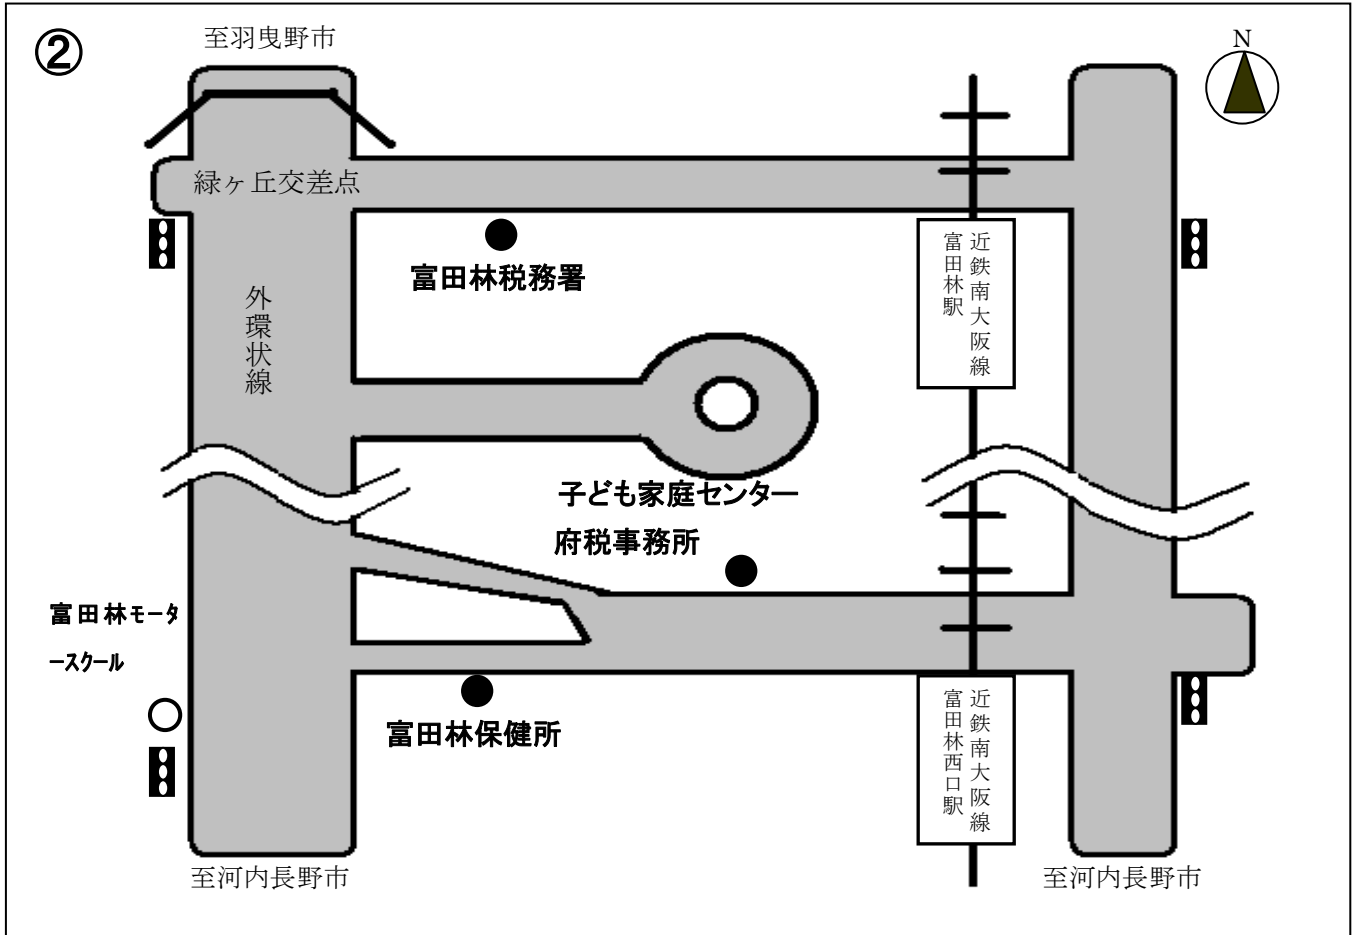 ②
至羽曳野市
N
緑ヶ丘交差点
富田林税務署
外環状線
近鉄南大阪線
富田林駅
子ども家庭センター
府税事務所
富田林モータ
ースクール
富田林保健所
近鉄南大阪線
富田林西口駅
至河内長野市
至河内長野市